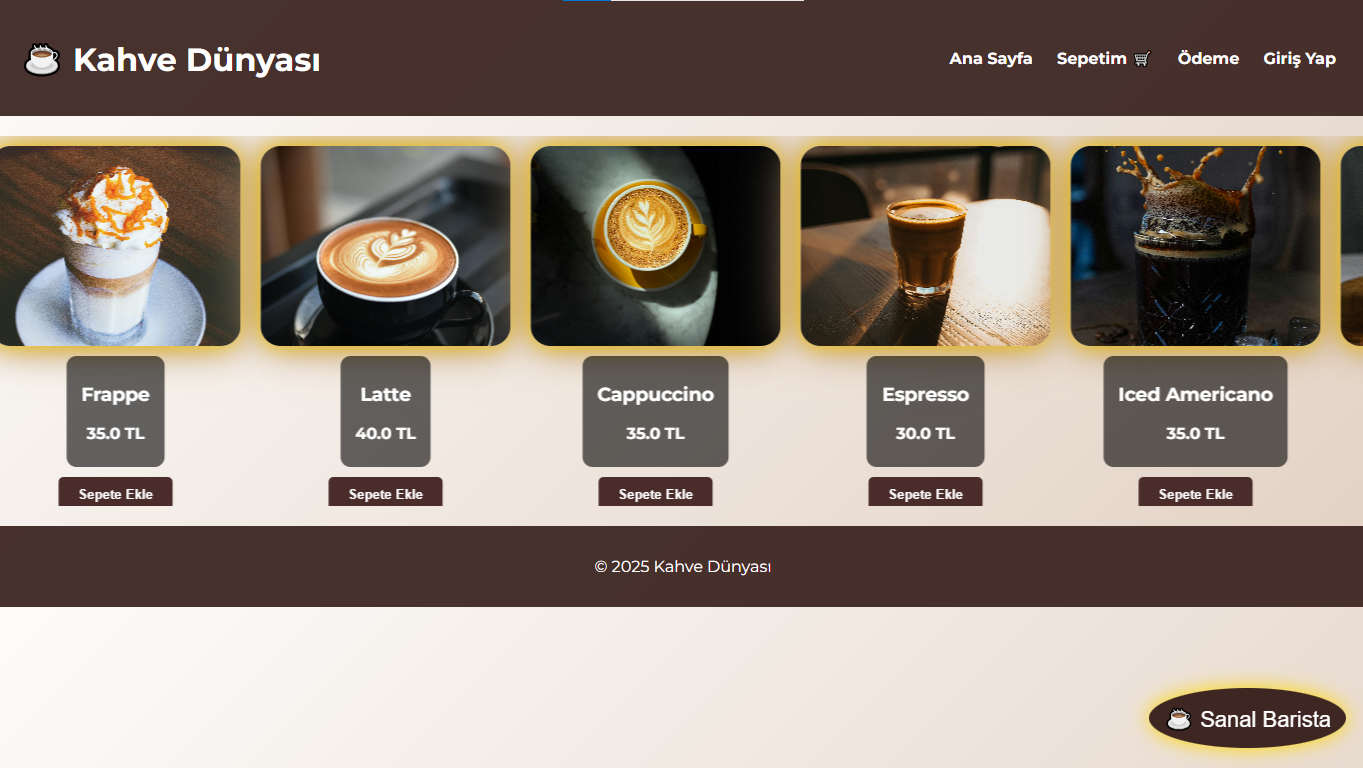 Kahve Dünyası
Ana Sayfa Sepetim Ödeme Giriş Yap
Frappe Latte Cappuccino Espresso Iced Americano
35.0 TL 40.0 TL 35.0 TL 30.0 TL 35.0 TL
Sepete Ekle Sepete Ekle Sepete Ekle Sepete Ekle Sepete Ekle
© 2025 Kahve Dünyası
Sanal Barista